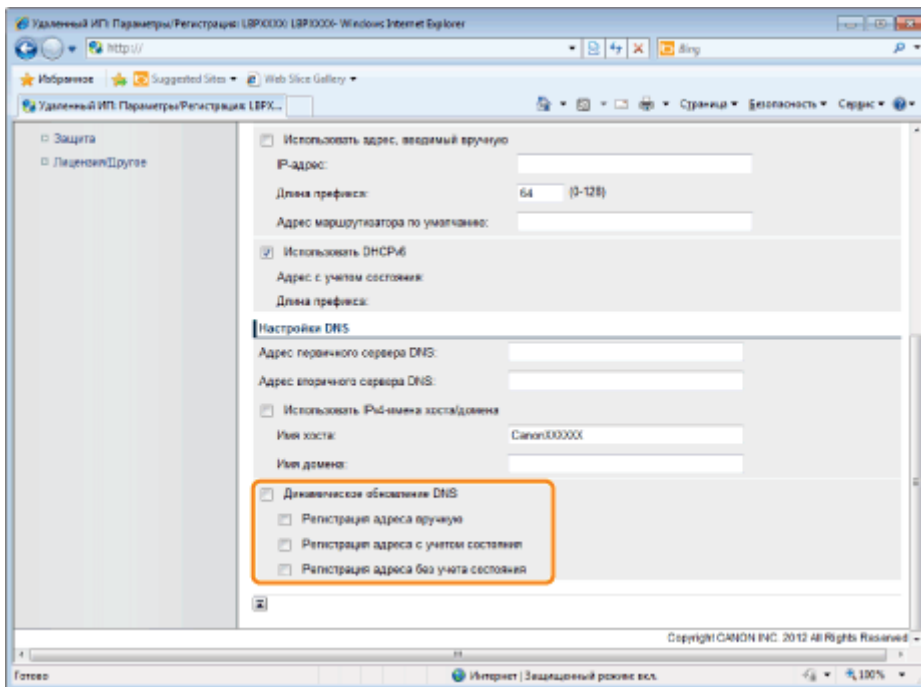 Удаленный ИП: Параметры/Регистрация: LBPXXXX: LBPXXXX- Windows Internet Explorer
http://
Bing
Избранное Suggested Sites Web Slice Gallery
Удаленный ИП: Параметры/Регистрация: LBPX...
Страница Безопасность Сервис
Защита
Лицензия/Другое
Использовать адрес, вводимый вручную
IP-адрес:
Длина префикса: 64 (0-128)
Адрес маршрутизатора по умолчанию:
Использовать DHCPv6
Адрес с учетом состояния:
Длина префикса:
Настройки DNS
Адрес первичного сервера DNS:
Адрес вторичного сервера DNS:
Использовать IPv4-имена хоста/домена
Имя хоста: CanonXXXXXX
Имя домена:
Динамическое обновление DNS
Регистрация адреса вручную
Регистрация адреса с учетом состояния
Регистрация адреса без учета состояния
Copyright CANON INC. 2012 All Rights Reserved
Готово
Интернет | Защищенный режим: вкл.
100%